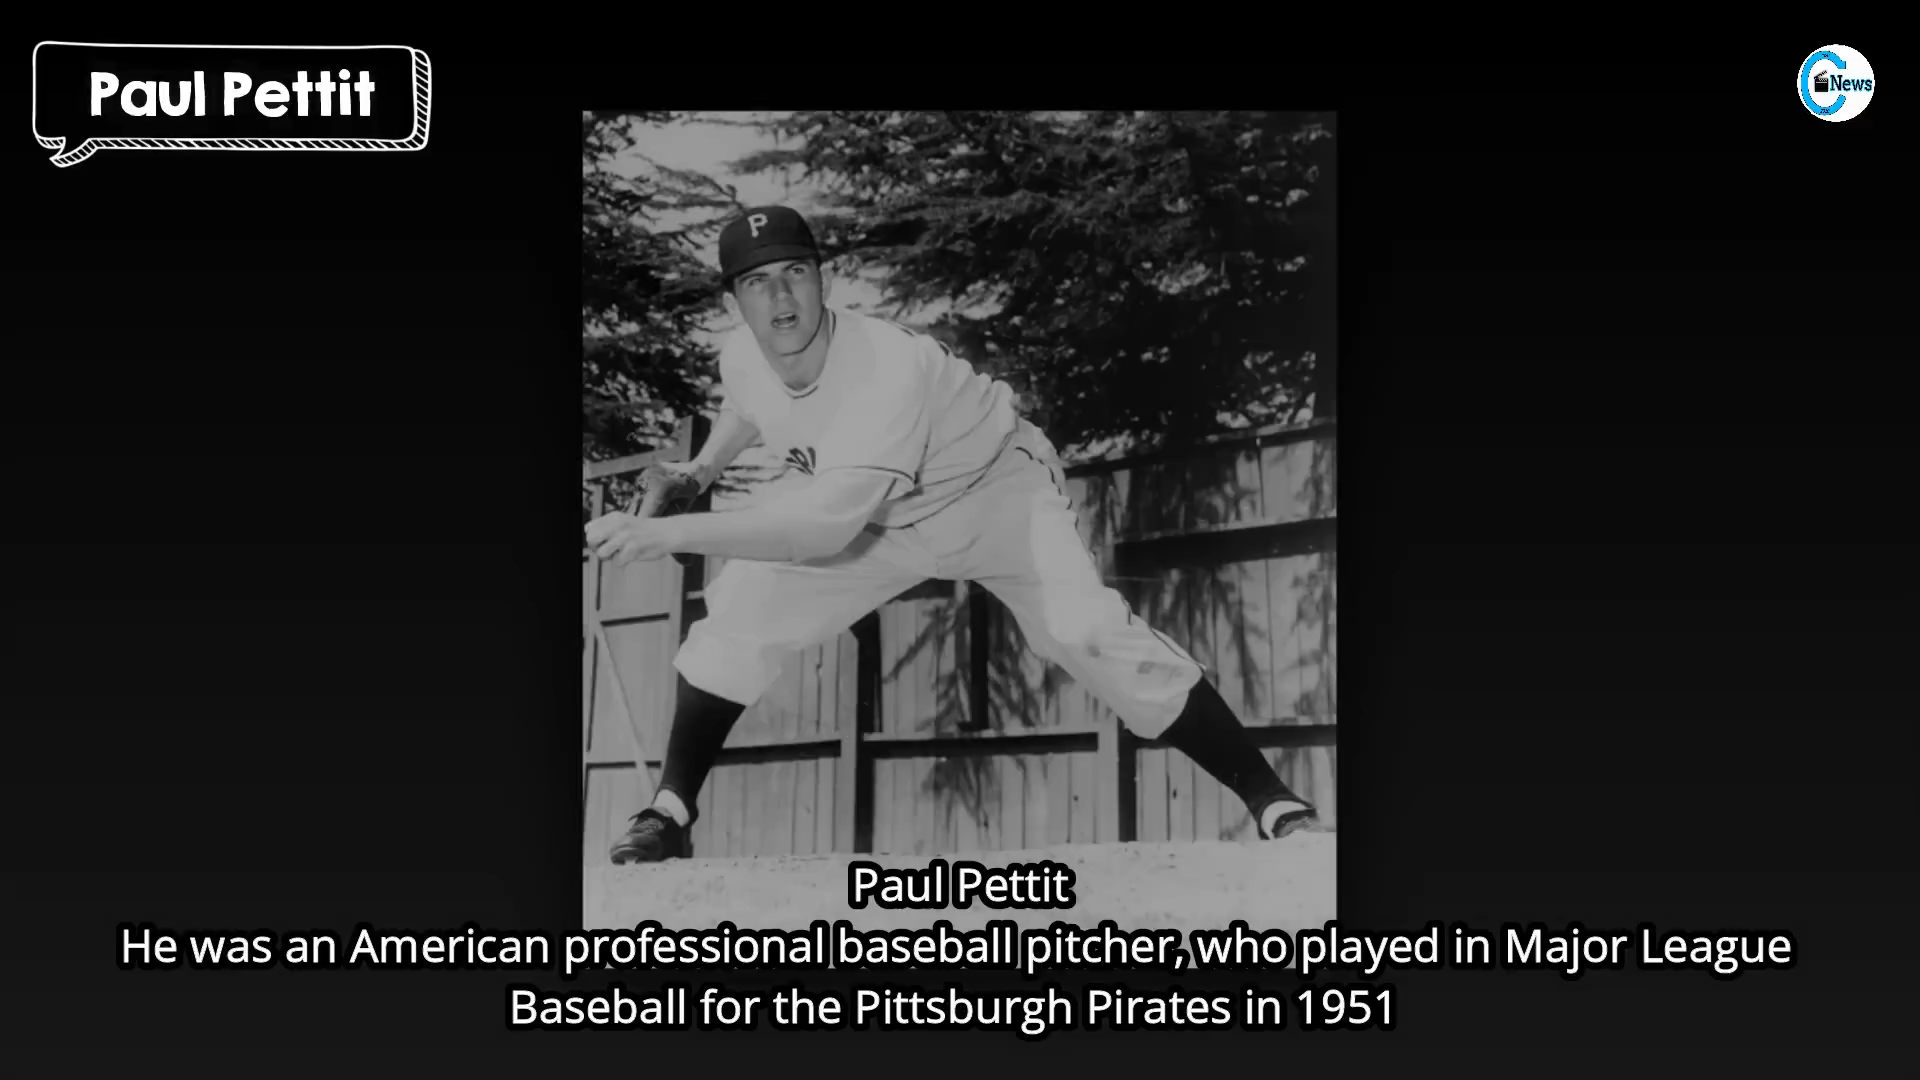 Paul Pettit
C News
P
Paul Pettit
He was an American professional baseball pitcher, who played in Major League
Baseball for the Pittsburgh Pirates in 1951